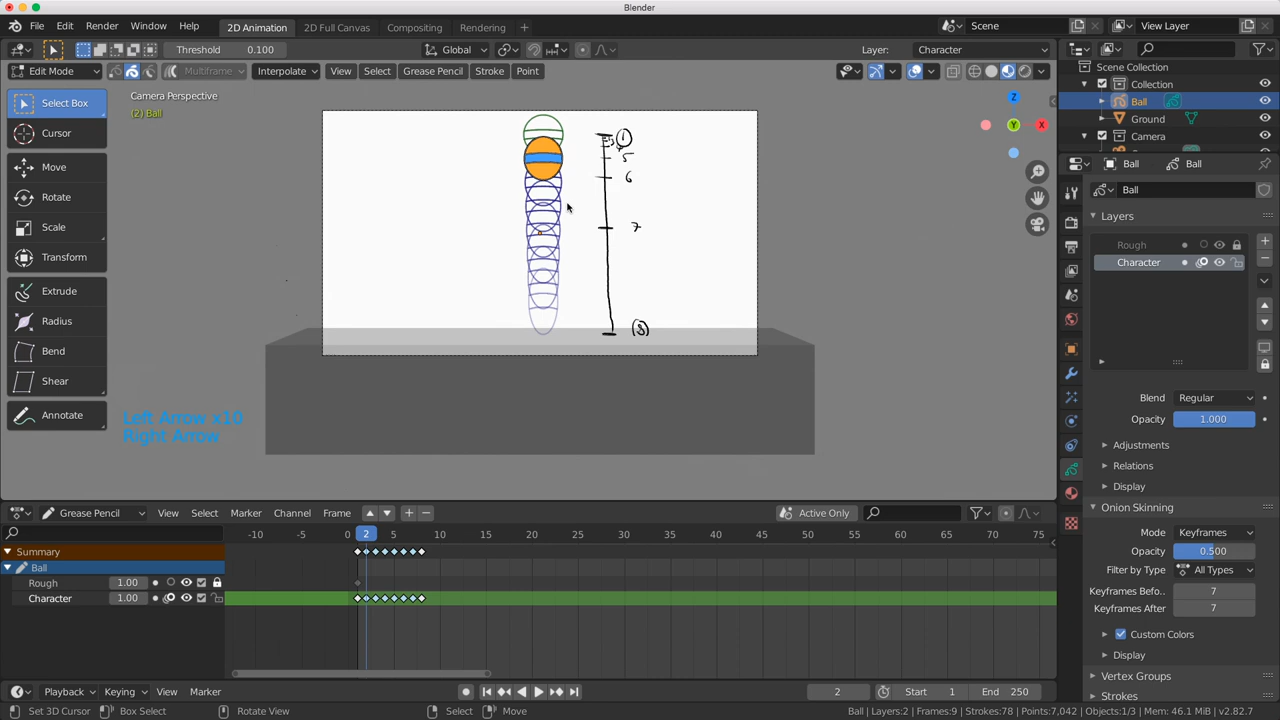 Blender
File Edit Render Window Help 2D Animation 2D Full Canvas Compositing Rendering + Scene View Layer
Threshold 0.100 Global Layer: Character
Edit Mode Multiframe Interpolate View Select Grease Pencil Stroke Point
Scene Collection
Collection
Ball
Ground
Camera
Select Box
Cursor
Move
Rotate
Scale
Transform
Extrude
Radius
Bend
Shear
Annotate
Camera Perspective
(2) Ball
1
5
6
7
(8)
Z
X
Y
Left Arrow x10
Right Arrow
Ball Ball
Ball
Layers
Rough
Character
Blend Regular
Opacity 1.000
Adjustments
Relations
Display
Onion Skinning
Mode Keyframes
Opacity 0.500
Filter by Type All Types
Keyframes Befo.. 7
Keyframes After 7
Custom Colors
Display
Vertex Groups
Strokes
Grease Pencil View Select Marker Channel Frame Active Only
-10 -5 0 2 5 10 15 20 25 30 35 40 45 50 55 60 65 70 75
Summary
Ball
Rough 1.00
Character 1.00
Playback Keying View Marker 2 Start 1 End 250
Set 3D Cursor Box Select Rotate View Select Move Ball | Layers:2 | Frames:9 | Strokes:78 | Points:7,042 | Objects:1/3 | Mem: 46.1 MiB | v2.82.7